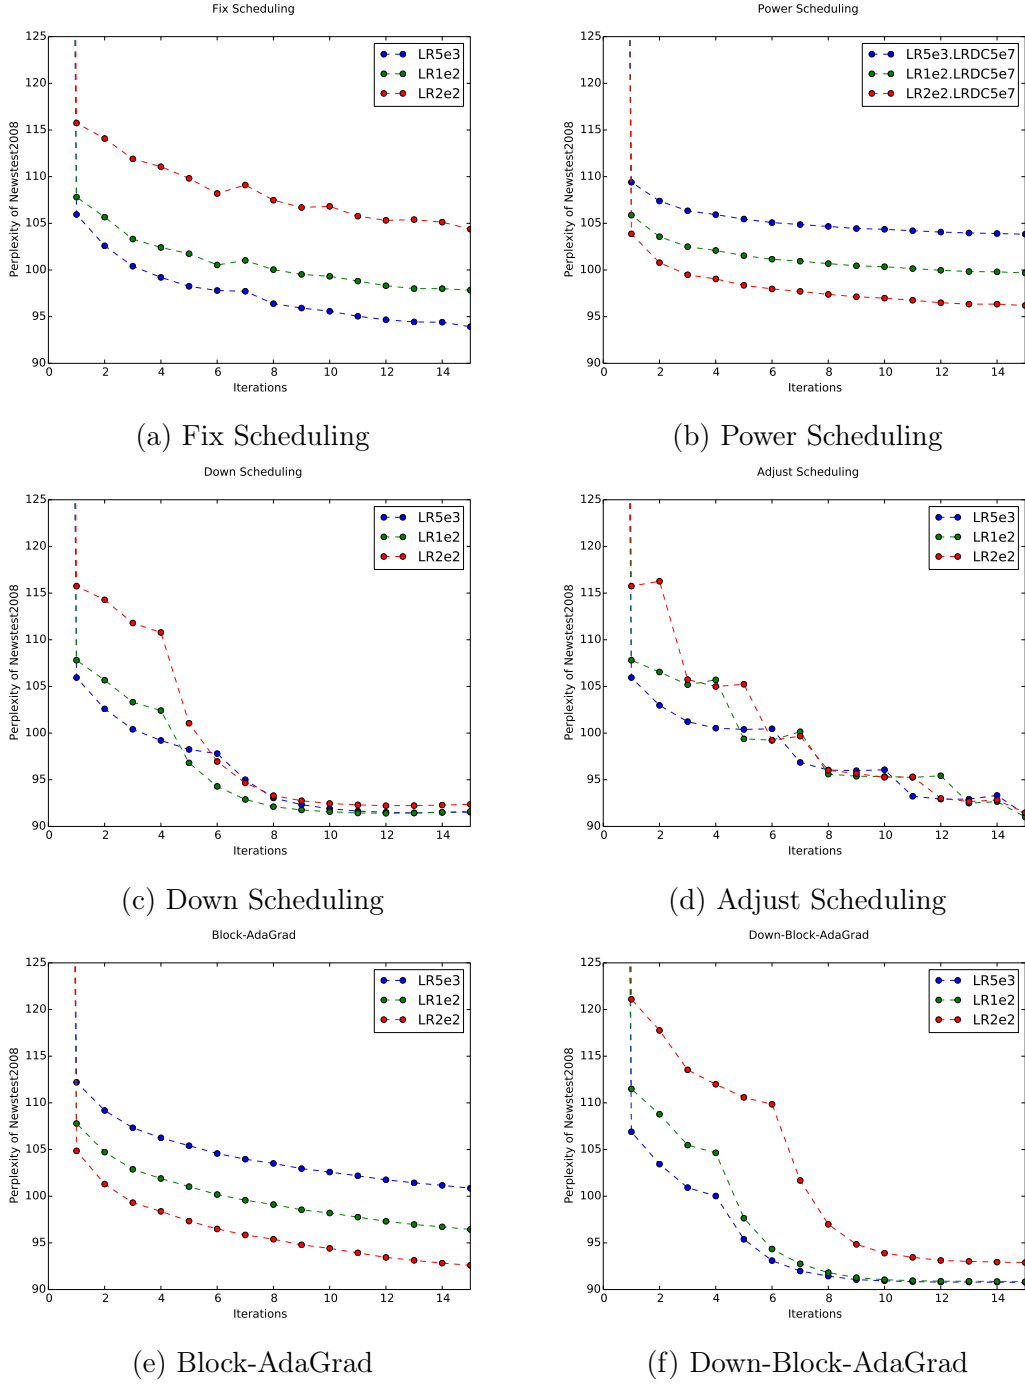 Fix Scheduling
125
120
115
110
105
100
95
90
0 2 4 6 8 10 12 14
Perplexity of Newstest2008
Iterations
LR5e3
LR1e2
LR2e2
(a) Fix Scheduling
Power Scheduling
125
120
115
110
105
100
95
90
0 2 4 6 8 10 12 14
Perplexity of Newstest2008
Iterations
LR5e3.LRDC5e7
LR1e2.LRDC5e7
LR2e2.LRDC5e7
(b) Power Scheduling
Down Scheduling
125
120
115
110
105
100
95
90
0 2 4 6 8 10 12 14
Perplexity of Newstest2008
Iterations
LR5e3
LR1e2
LR2e2
(c) Down Scheduling
Adjust Scheduling
125
120
115
110
105
100
95
90
0 2 4 6 8 10 12 14
Perplexity of Newstest2008
Iterations
LR5e3
LR1e2
LR2e2
(d) Adjust Scheduling
Block-AdaGrad
125
120
115
110
105
100
95
90
0 2 4 6 8 10 12 14
Perplexity of Newstest2008
Iterations
LR5e3
LR1e2
LR2e2
(e) Block-AdaGrad
Down-Block-AdaGrad
125
120
115
110
105
100
95
90
0 2 4 6 8 10 12 14
Perplexity of Newstest2008
Iterations
LR5e3
LR1e2
LR2e2
(f) Down-Block-AdaGrad